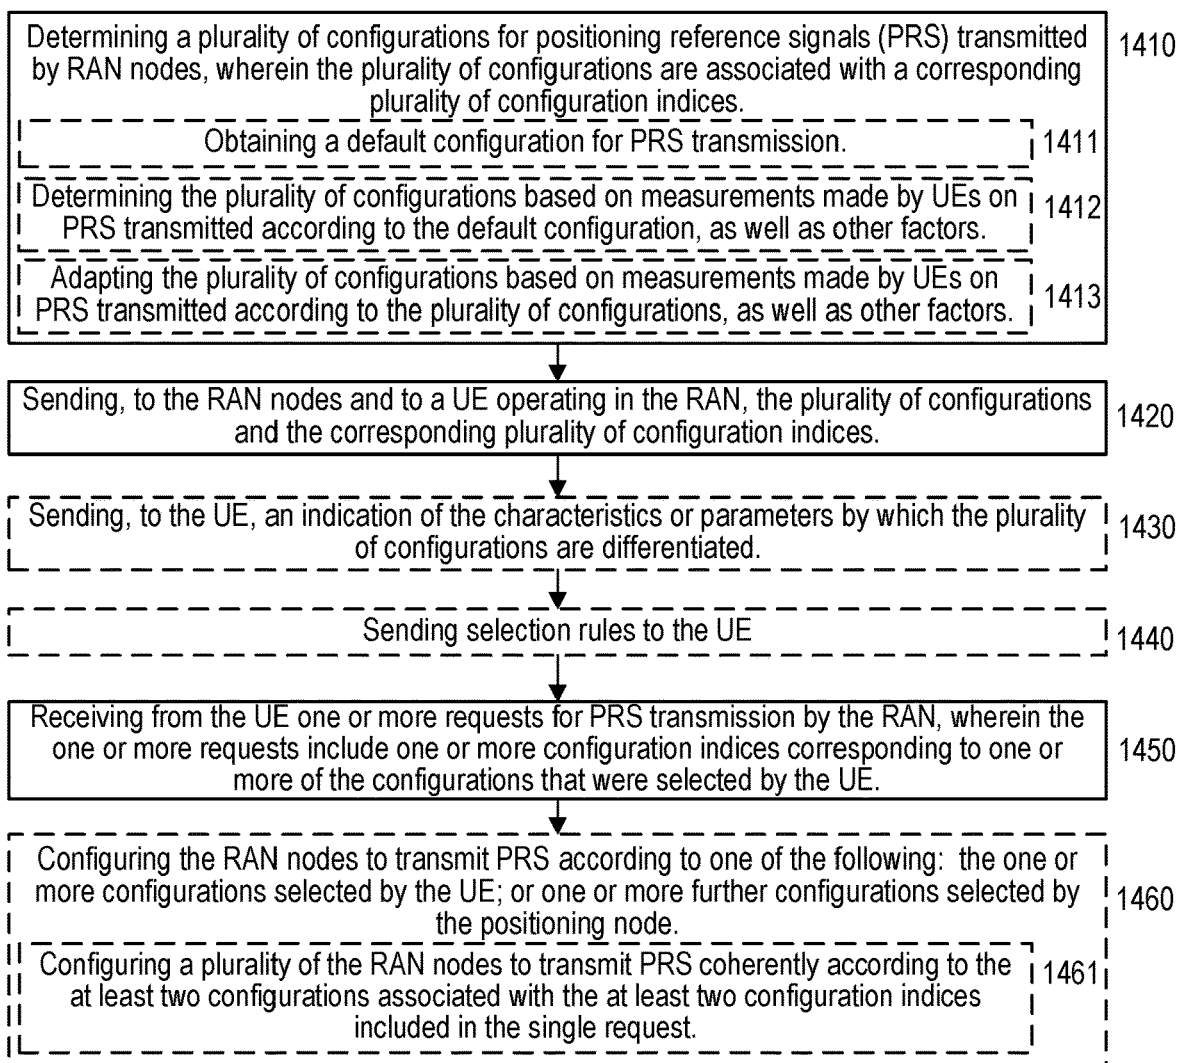 Determining a plurality of configurations for positioning reference signals (PRS) transmitted
by RAN nodes, wherein the plurality of configurations are associated with a corresponding
plurality of configuration indices.
1410
Obtaining a default configuration for PRS transmission.
1411
Determining the plurality of configurations based on measurements made by UEs on
PRS transmitted according to the default configuration, as well as other factors.
1412
Adapting the plurality of configurations based on measurements made by UEs on
PRS transmitted according to the plurality of configurations, as well as other factors.
1413
Sending, to the RAN nodes and to a UE operating in the RAN, the plurality of configurations
and the corresponding plurality of configuration indices.
1420
Sending, to the UE, an indication of the characteristics or parameters by which the plurality
of configurations are differentiated.
1430
Sending selection rules to the UE
1440
Receiving from the UE one or more requests for PRS transmission by the RAN, wherein the
one or more requests include one or more configuration indices corresponding to one or
more of the configurations that were selected by the UE.
1450
Configuring the RAN nodes to transmit PRS according to one of the following: the one or
more configurations selected by the UE; or one or more further configurations selected by
the positioning node.
1460
Configuring a plurality of the RAN nodes to transmit PRS coherently according to the
at least two configurations associated with the at least two configuration indices
included in the single request.
1461